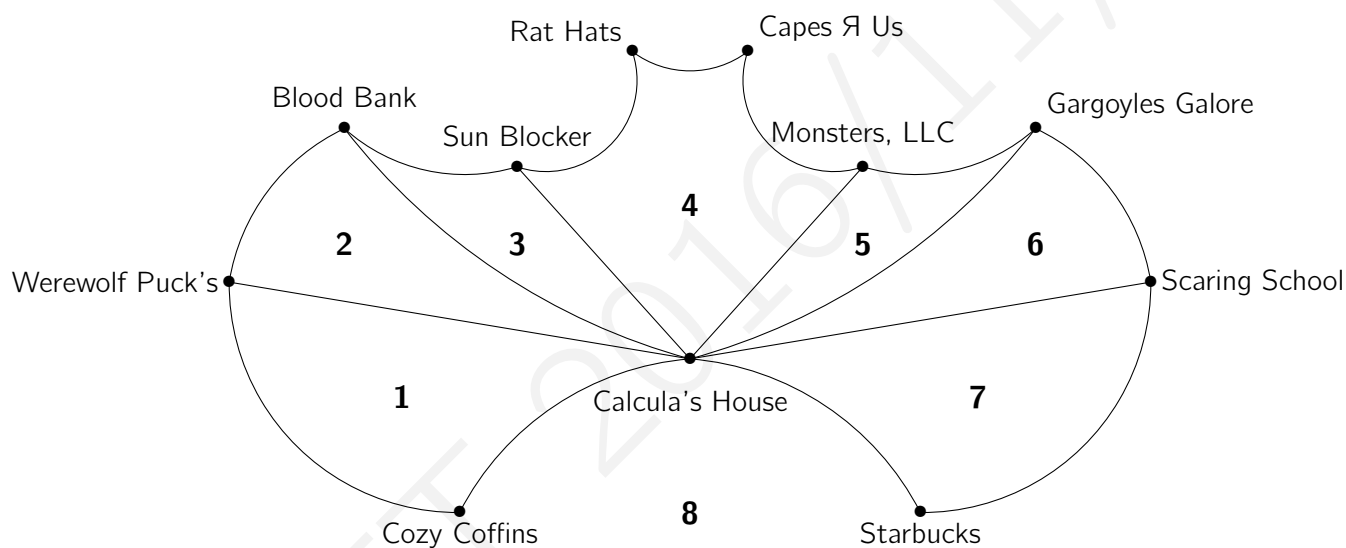 Rat Hats
Capes Я Us
Blood Bank
Gargoyles Galore
Sun Blocker
Monsters, LLC
4
2
3
5
6
Werewolf Puck's
Scaring School
1
Calcula's House
7
8
Cozy Coffins
Starbucks